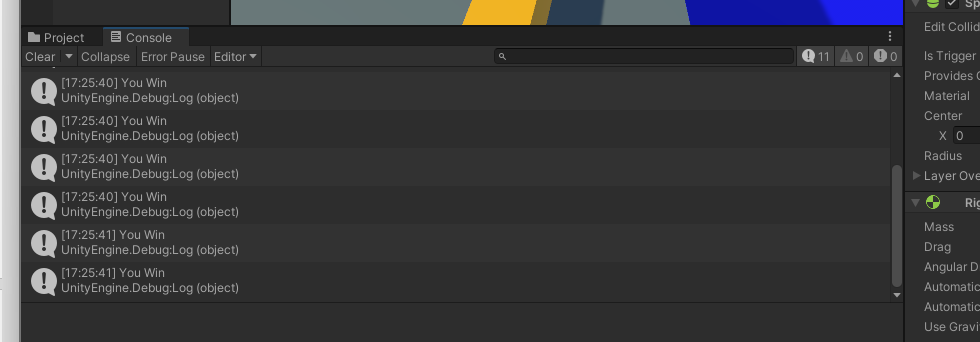 Project
Console
Clear
Collapse
Error Pause
Editor
11
0
0
[17:25:40] You Win
UnityEngine.Debug:Log (object)
[17:25:40] You Win
UnityEngine.Debug:Log (object)
[17:25:40] You Win
UnityEngine.Debug:Log (object)
[17:25:40] You Win
UnityEngine.Debug:Log (object)
[17:25:41] You Win
UnityEngine.Debug:Log (object)
[17:25:41] You Win
UnityEngine.Debug:Log (object)
Sp
Edit Collid
Is Trigger
Provides C
Material
Center
X 0
Radius
Layer Ove
Rig
Mass
Drag
Angular D
Automatic
Automatic
Use Gravi